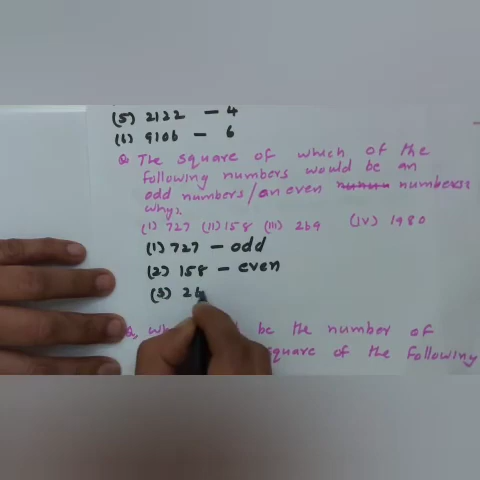 (5) 2122 - 4
(6) 9106 - 6
Q The square of which of the
following numbers would be an
odd numbers/an even numbers
why?
(i) 727 (ii) 158 (iii) 269 (iv) 1980
(1) 727 - odd
(2) 158 - even
(3) 26
Q, be the number of
square of the following